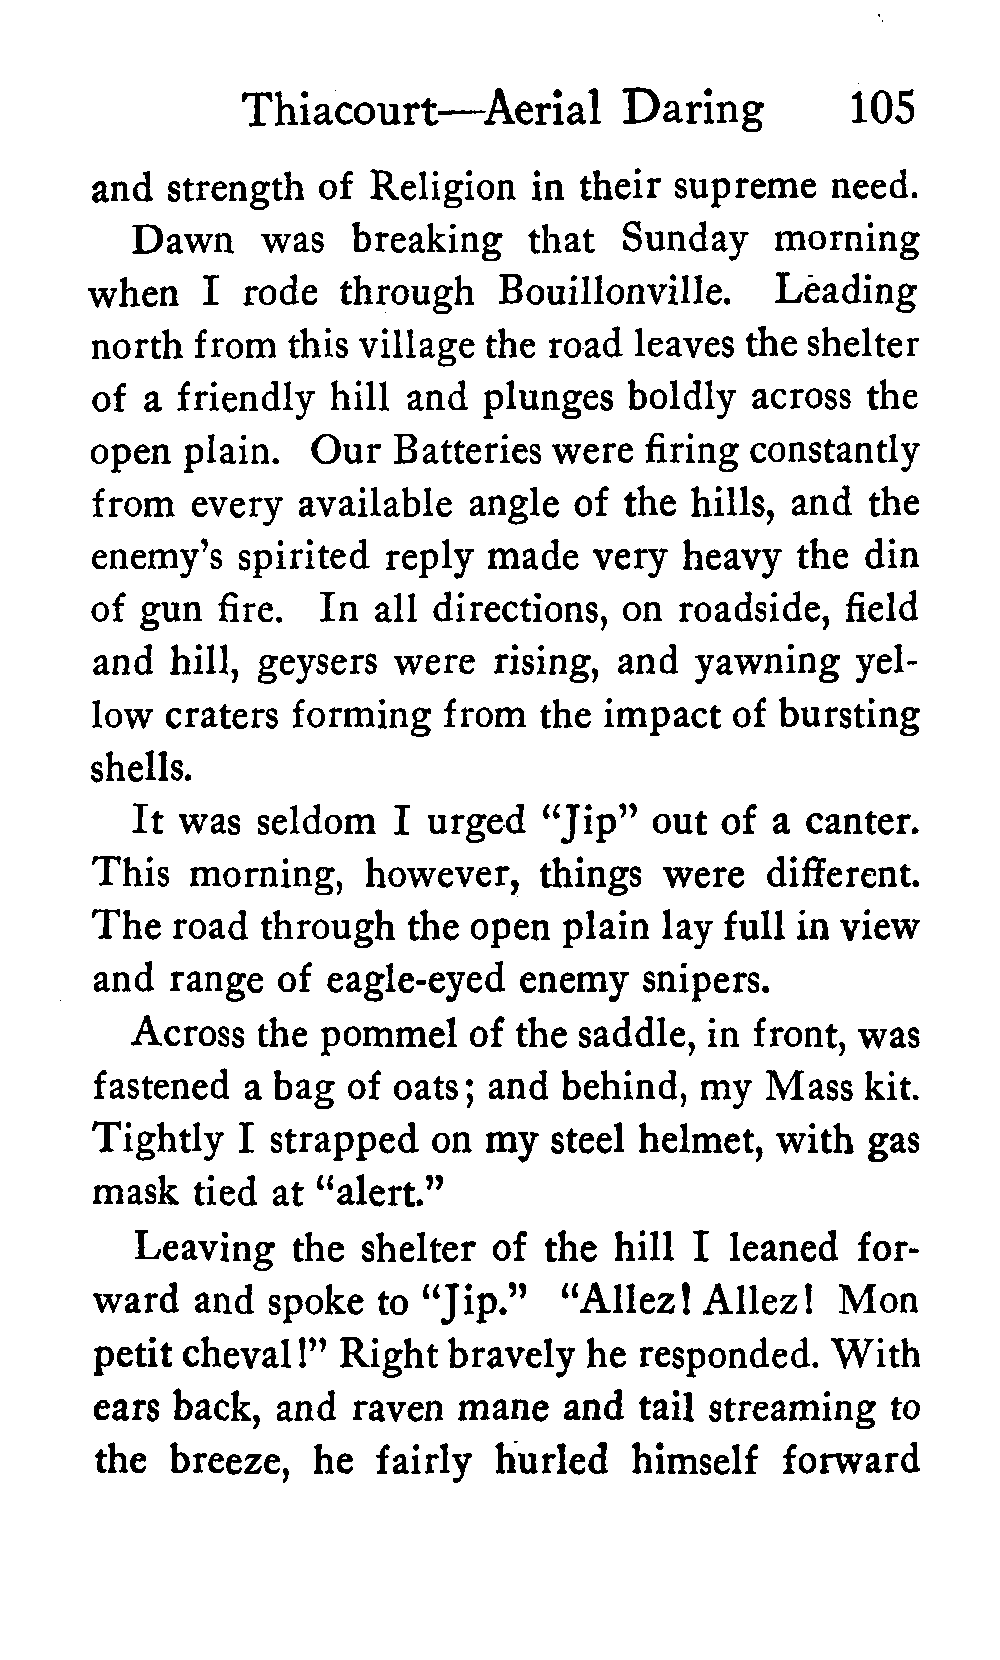 Thiacourt—Aerial Daring 105
and strength of Religion in their supreme need.
Dawn was breaking that Sunday morning
when I rode through Bouillonville. Leading
north from this village the road leaves the shelter
of a friendly hill and plunges boldly across the
open plain. Our Batteries were firing constantly
from every available angle of the hills, and the
enemy's spirited reply made very heavy the din
of gun fire. In all directions, on roadside, field
and hill, geysers were rising, and yawning yel-
low craters forming from the impact of bursting
shells.
It was seldom I urged “Jip” out of a canter.
This morning, however, things were different.
The road through the open plain lay full in view
and range of eagle-eyed enemy snipers.
Across the pommel of the saddle, in front, was
fastened a bag of oats; and behind, my Mass kit.
Tightly I strapped on my steel helmet, with gas
mask tied at “alert.”
Leaving the shelter of the hill I leaned for-
ward and spoke to “Jip.” “Allez! Allez! Mon
petit cheval!” Right bravely he responded. With
ears back, and raven mane and tail streaming to
the breeze, he fairly hurled himself forward